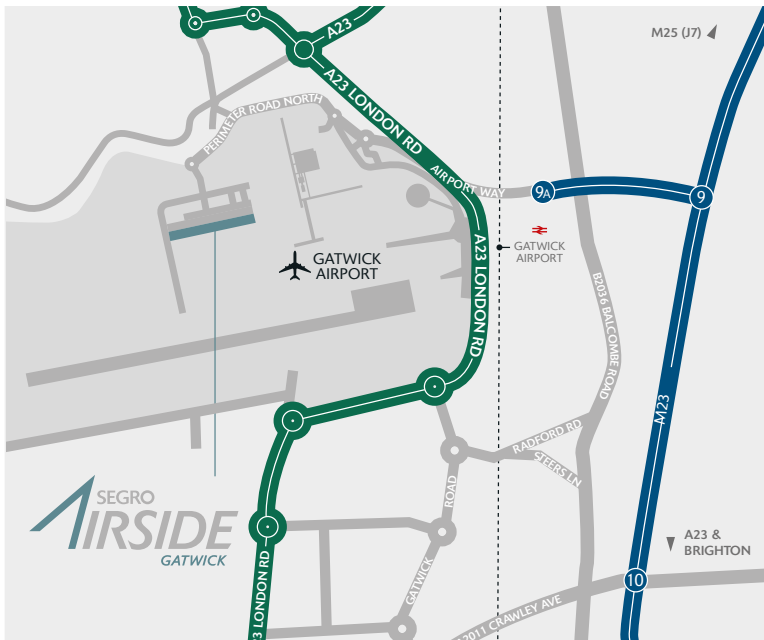 M25 (J7)
A23
A23 LONDON RD
PERIMETER ROAD NORTH
AIRPORT WAY
9A
9
GATWICK
AIRPORT
GATWICK
AIRPORT
A23 LONDON RD
B2036 BALCOMBE ROAD
M23
RADFORD RD
STEERS LN
ROAD
GATWICK
SEGRO
AIRSIDE
GATWICK
A23 &
BRIGHTON
10
23 LONDON RD
A2011 CRAWLEY AVE